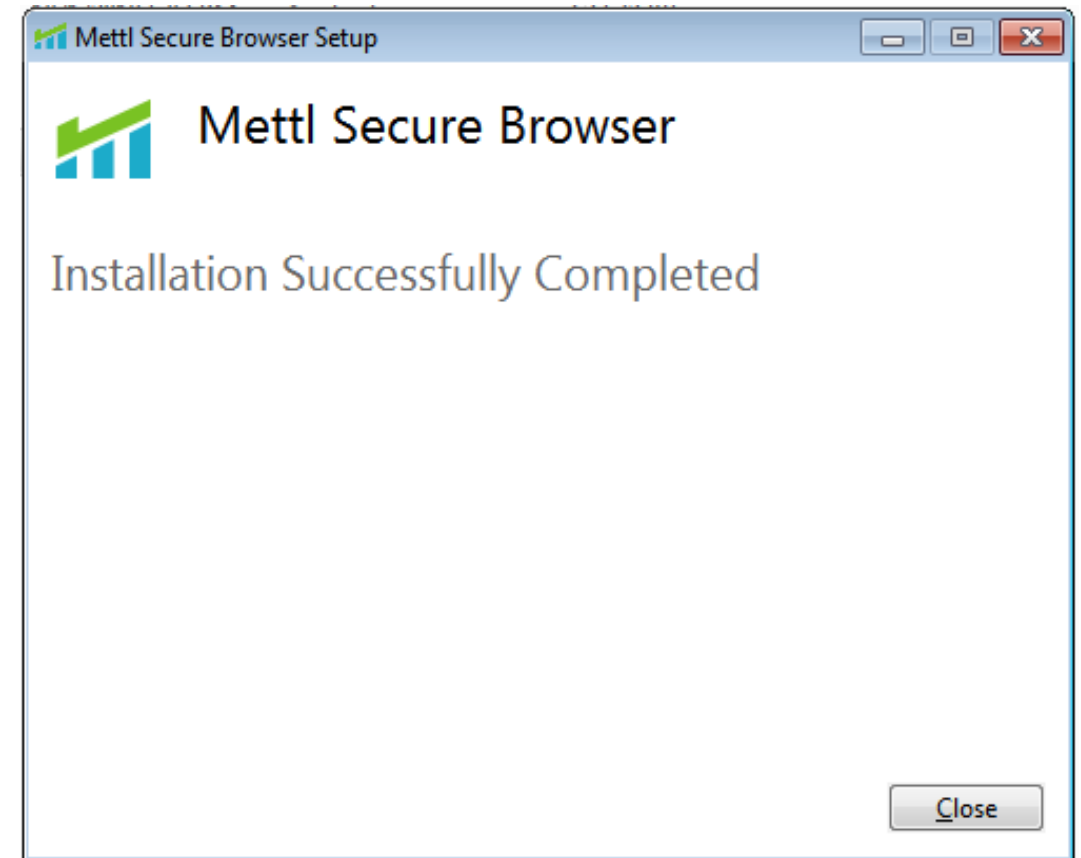 Mettl Secure Browser Setup
Mettl Secure Browser
Installation Successfully Completed
Close